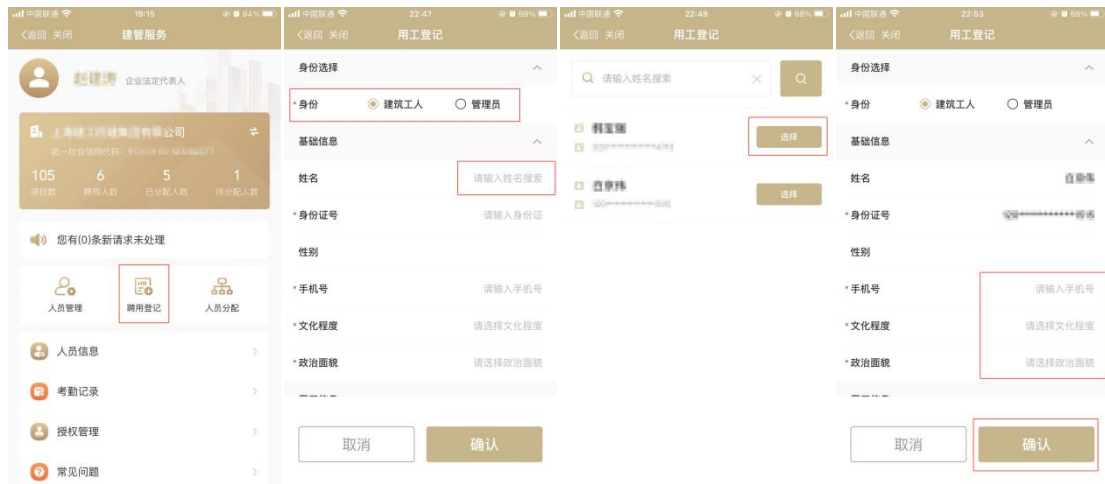 中国联通 19:15 84%
返回 关闭 建管服务
企业法定代表人
公司
统一社会信用代码:
105 6 5 1
项目数 聘用人数 已分配人数 待分配人数
您有(0)条新请求未处理
人员管理 聘用登记 人员分配
人员信息
考勤记录
授权管理
常见问题
中国联通 22:47 69%
返回 关闭 用工登记
身份选择
*身份 建筑工人 管理员
基础信息
姓名 请输入姓名搜索
*身份证号 请输入身份证
性别
*手机号 请输入手机号
*文化程度 请选择文化程度
*政治面貌 请选择政治面貌
取消 确认
中国联通 22:48 68%
返回 关闭 用工登记
请输入姓名搜索
选择
选择
中国联通 22:53 68%
返回 关闭 用工登记
身份选择
*身份 建筑工人 管理员
基础信息
姓名
*身份证号
性别
*手机号 请输入手机号
*文化程度 请选择文化程度
*政治面貌 请选择政治面貌
取消 确认